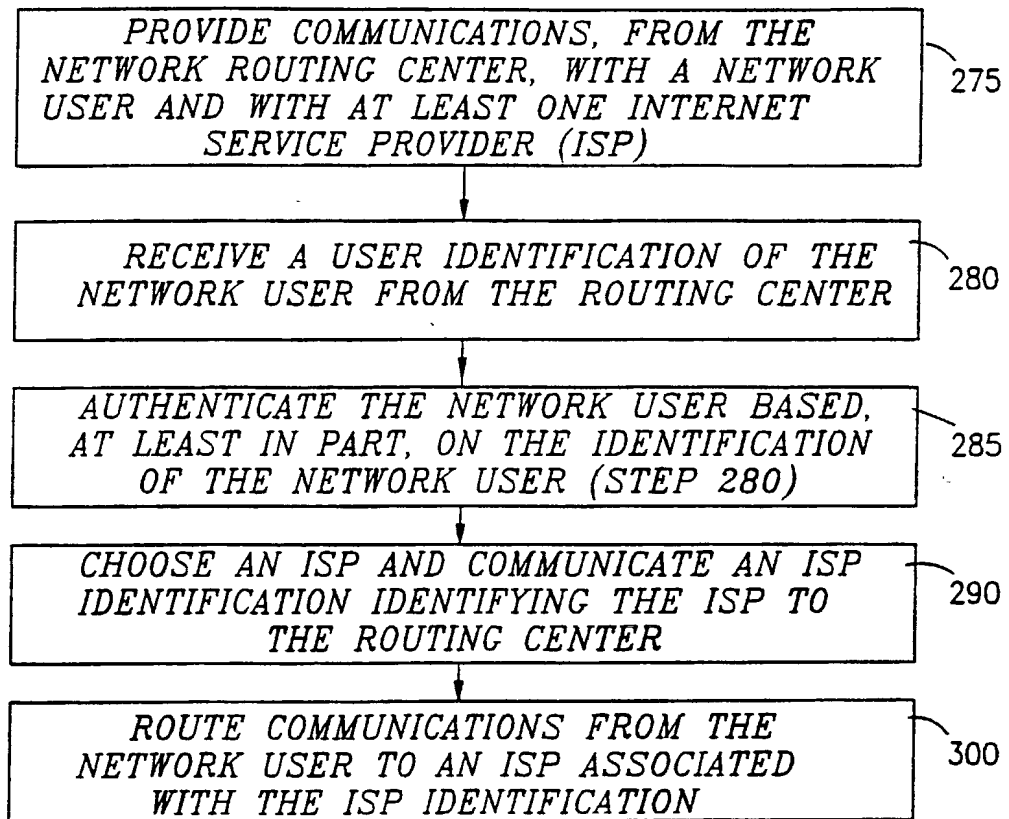 PROVIDE COMMUNICATIONS, FROM THE
NETWORK ROUTING CENTER, WITH A NETWORK
USER AND WITH AT LEAST ONE INTERNET
SERVICE PROVIDER (ISP)
275
RECEIVE A USER IDENTIFICATION OF THE
NETWORK USER FROM THE ROUTING CENTER
280
AUTHENTICATE THE NETWORK USER BASED,
AT LEAST IN PART, ON THE IDENTIFICATION
OF THE NETWORK USER (STEP 280)
285
CHOOSE AN ISP AND COMMUNICATE AN ISP
IDENTIFICATION IDENTIFYING THE ISP TO
THE ROUTING CENTER
290
ROUTE COMMUNICATIONS FROM THE
NETWORK USER TO AN ISP ASSOCIATED
WITH THE ISP IDENTIFICATION
300